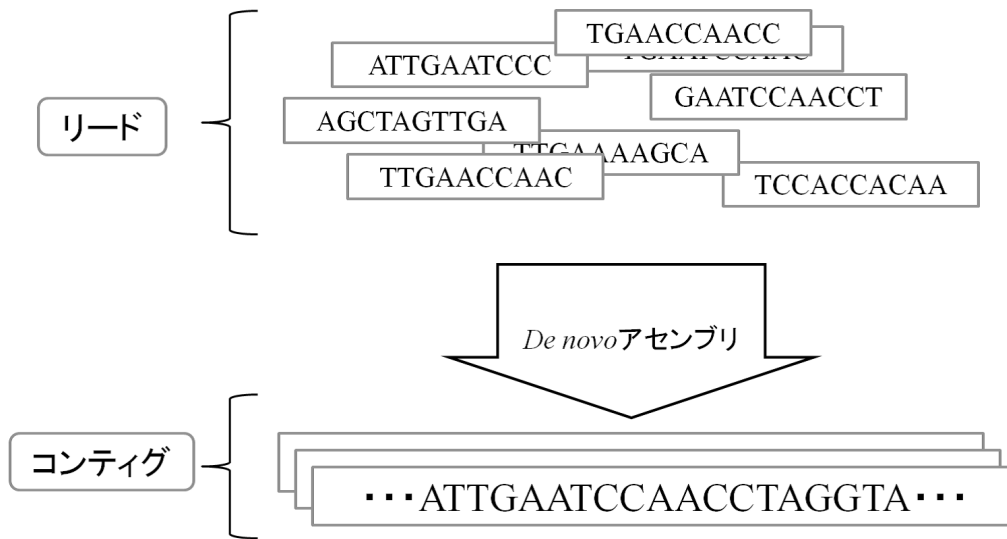 TGAACCAACC
ATTGAATCCC
GAATCCAACCT
リード
AGCTAGTTGA
TTGAAAAGCA
TTGAACCAAC
TCCACCACAA
De novoアセンブリ
コンティグ
･･･ATTGAATCCAACCTAGGTA･･･